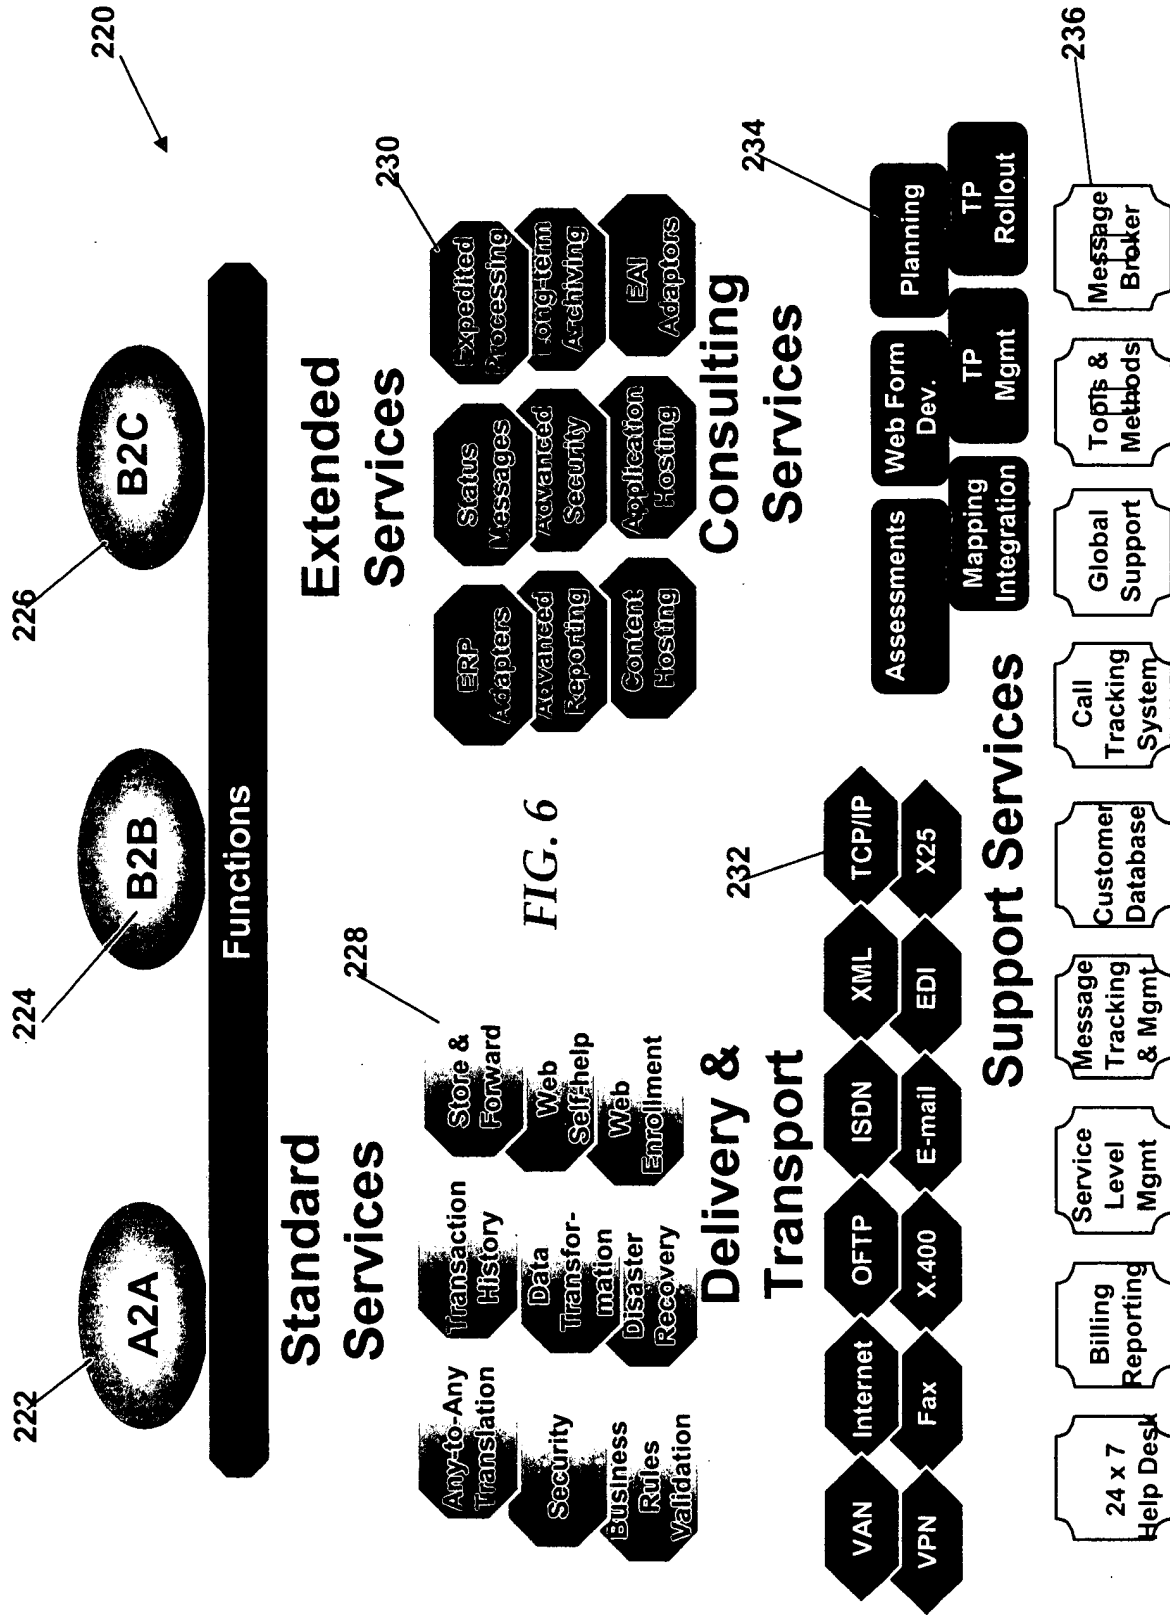 220
222
A2A
224
B2B
226
B2C
Functions
Standard
Services
228
Any-to-Any
Translation
Transaction
History
Store &
Forward
Security
Data
Transfor-
mation
Web
Self-help
Business
Rules
Validation
Disaster
Recovery
Web
Enrollment
Extended
Services
230
ERP
Adapters
Status
Messages
Expedited
Processing
Advanced
Reporting
Advanced
Security
Long-term
Archiving
Content
Hosting
Application
Hosting
EAI
Adaptors
FIG. 6
Delivery &
Transport
232
VAN
Internet
OFTP
ISDN
XML
TCP/IP
VPN
Fax
X.400
E-mail
EDI
X25
Consulting
Services
234
Assessments
Web Form
Dev.
Planning
Mapping
Integration
TP
Mgmt
TP
Rollout
Support Services
236
24 x 7
Help Desk
Billing
Reporting
Service
Level
Mgmt
Message
Tracking
& Mgmt
Customer
Database
Call
Tracking
System
Global
Support
Tools &
Methods
Message
Broker